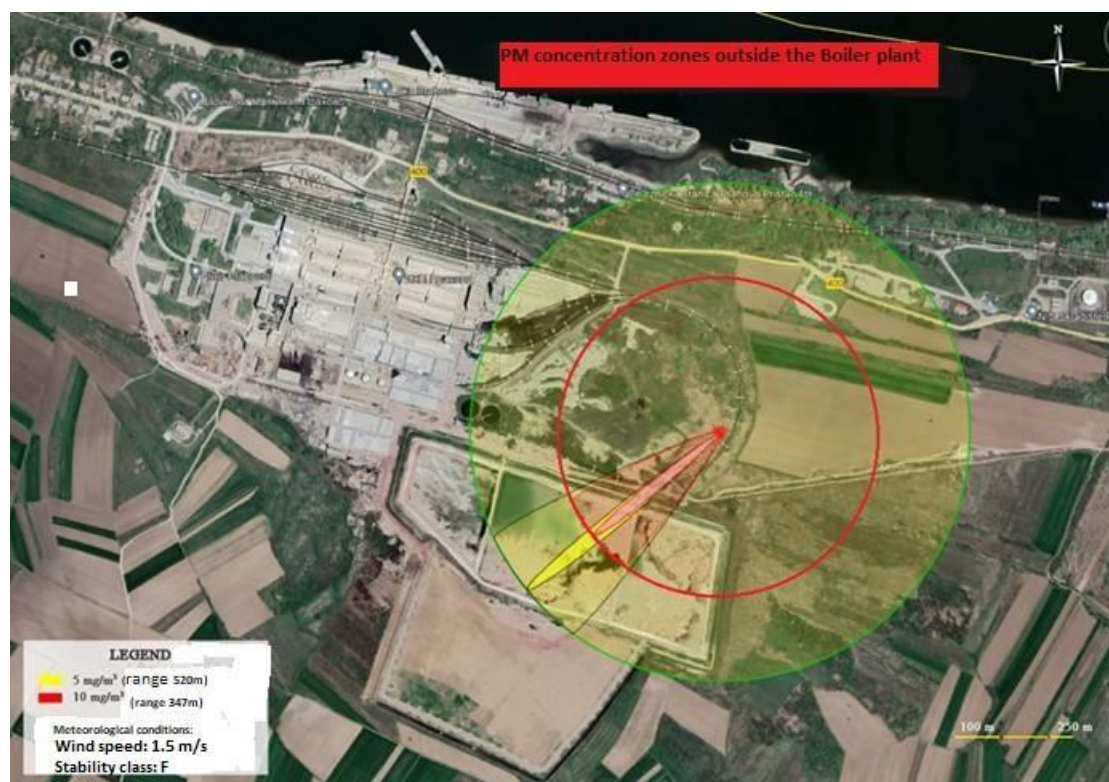 PM concentration zones outside the Boiler plant
N
400
400
LEGEND
5 mg/m³ (range 520m)
10 mg/m³ (range 347m)
Meteorological conditions:
Wind speed: 1.5 m/s
Stability class: F
100 m 250 m